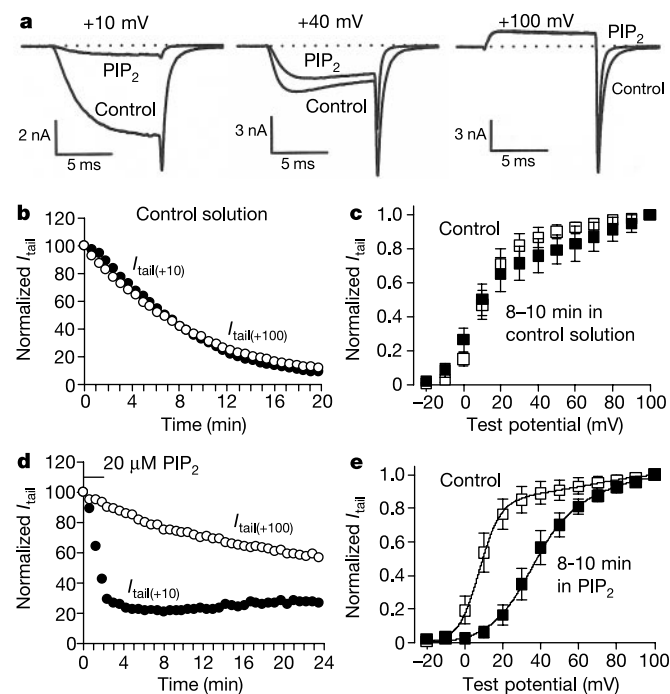 a
+10 mV
+40 mV
+100 mV
PIP2
Control
2 nA
5 ms
PIP2
Control
3 nA
5 ms
PIP2
Control
3 nA
5 ms
b
Control solution
Normalized Itail
120
100
80
60
40
20
0
Itail(+10)
Itail(+100)
0 4 8 12 16 20
Time (min)
c
Normalized Itail
1.0
0.8
0.6
0.4
0.2
0
Control
8–10 min in
control solution
–20 0 20 40 60 80 100
Test potential (mV)
d
Normalized Itail
120
100
80
60
40
20
0
20 µM PIP2
Itail(+100)
Itail(+10)
0 4 8 12 16 20 24
Time (min)
e
Normalized Itail
1.0
0.8
0.6
0.4
0.2
0
Control
8-10 min
in PIP2
–20 0 20 40 60 80 100
Test potential (mV)